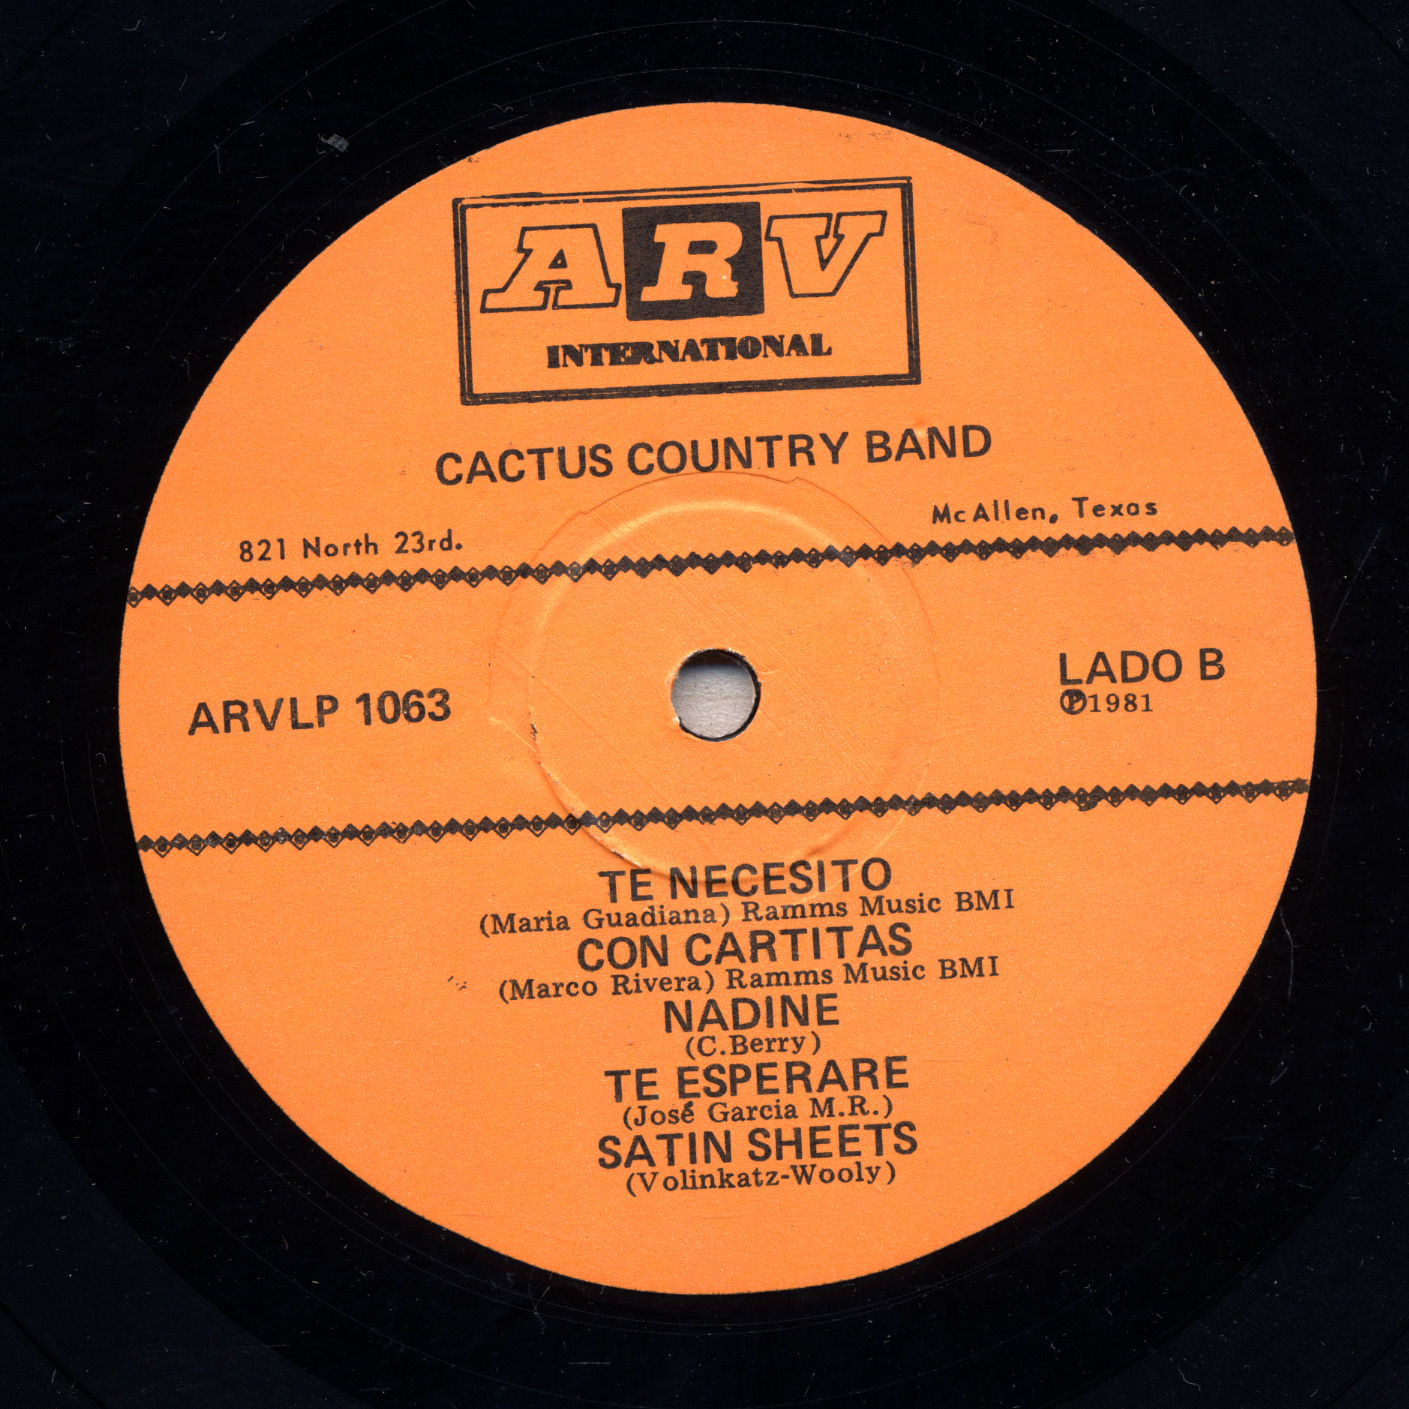 ARV
INTERNATIONAL
CACTUS COUNTRY BAND
821 North 23rd.
McAllen, Texas
ARVLP 1063
LADO B
Ⓟ1981
TE NECESITO
(Maria Guadiana) Ramms Music BMI
CON CARTITAS
(Marco Rivera) Ramms Music BMI
NADINE
(C.Berry)
TE ESPERARE
(José Garcia M.R.)
SATIN SHEETS
(Volinkatz-Wooly)